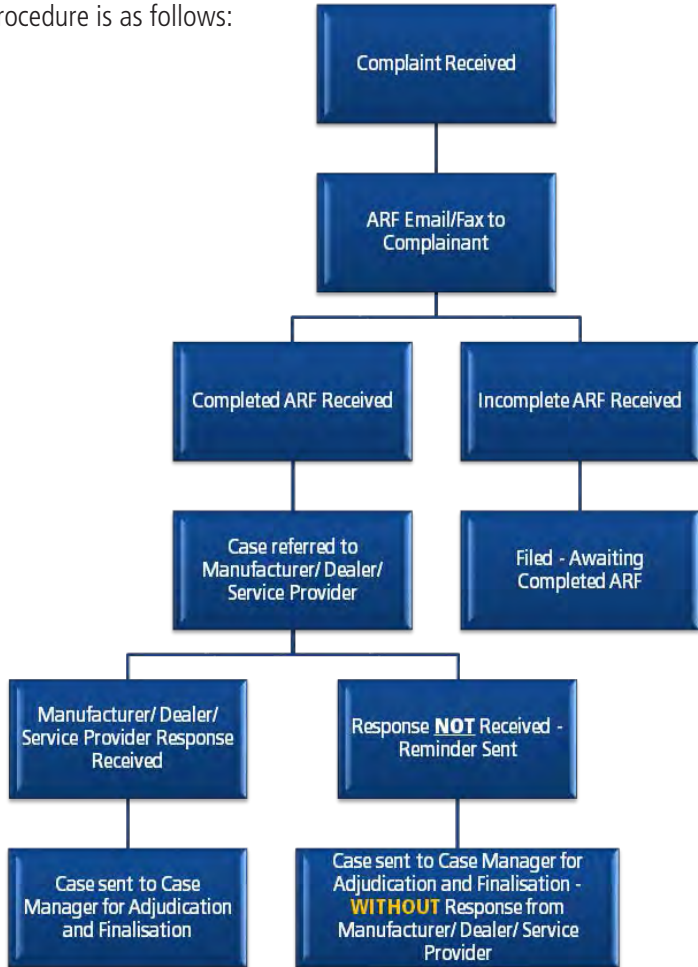 rocedure is as follows:
Complaint Received
ARF Email/Fax to
Complainant
Completed ARF Received
Incomplete ARF Received
Case referred to
Manufacturer/ Dealer/
Service Provider
Filed - Awaiting
Completed ARF
Manufacturer/ Dealer/
Service Provider Response
Received
Response NOT Received -
Reminder Sent
Case sent to Case
Manager for Adjudication
and Finalisation
Case sent to Case Manager for
Adjudication and Finalisation -
WITHOUT Response from
Manufacturer/ Dealer/ Service
Provider